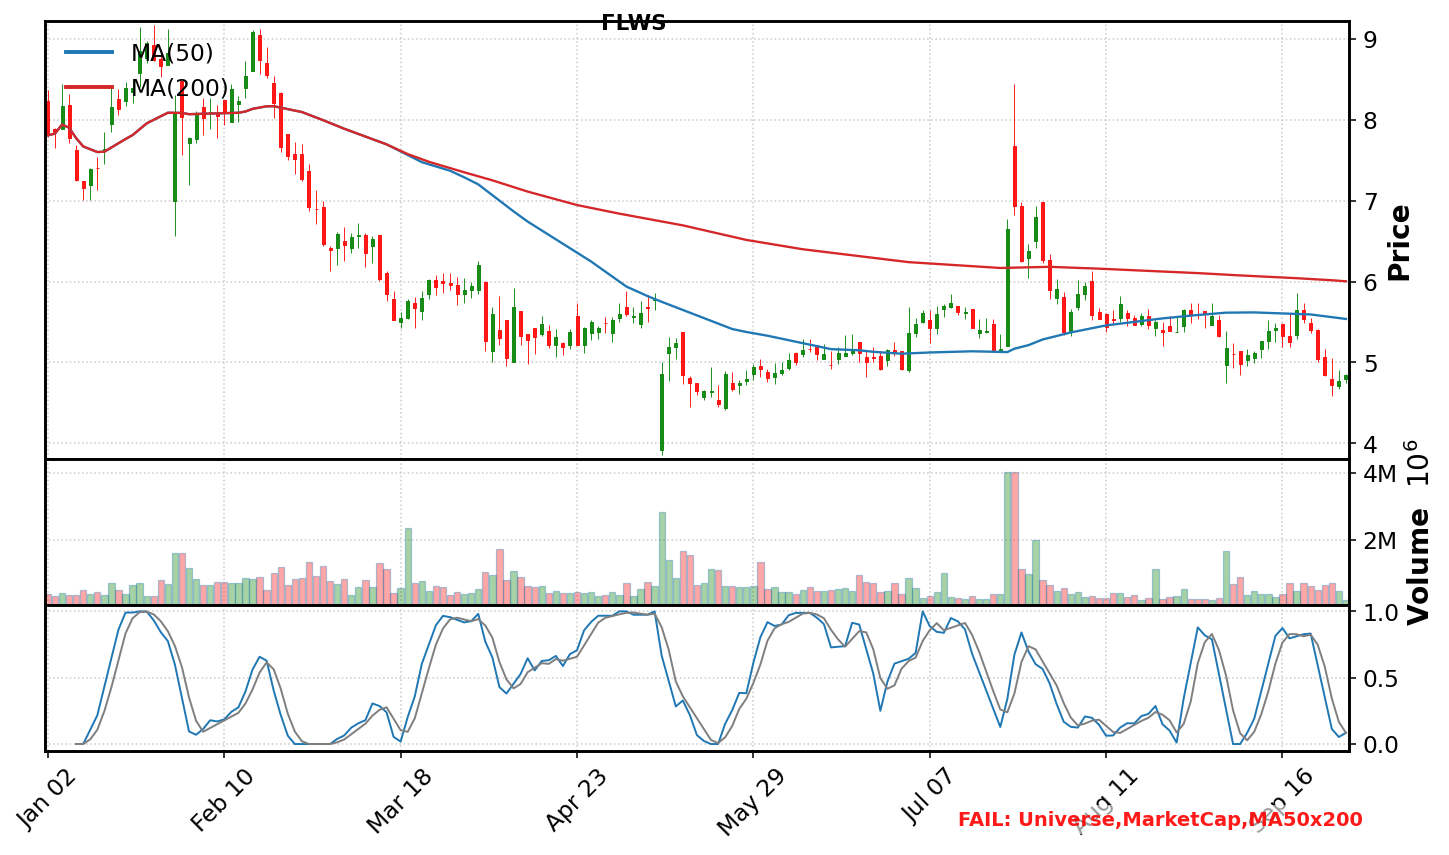 FLWS
MA(50)
MA(200)
9
8
7
6
5
4
Price
10⁶
4M
2M
Volume
1.0
0.5
0.0
Jan 02
Feb 10
Mar 18
Apr 23
May 29
Jul 07
Aug 11
Sep 16
FAIL: Universe,MarketCap,MA50x200